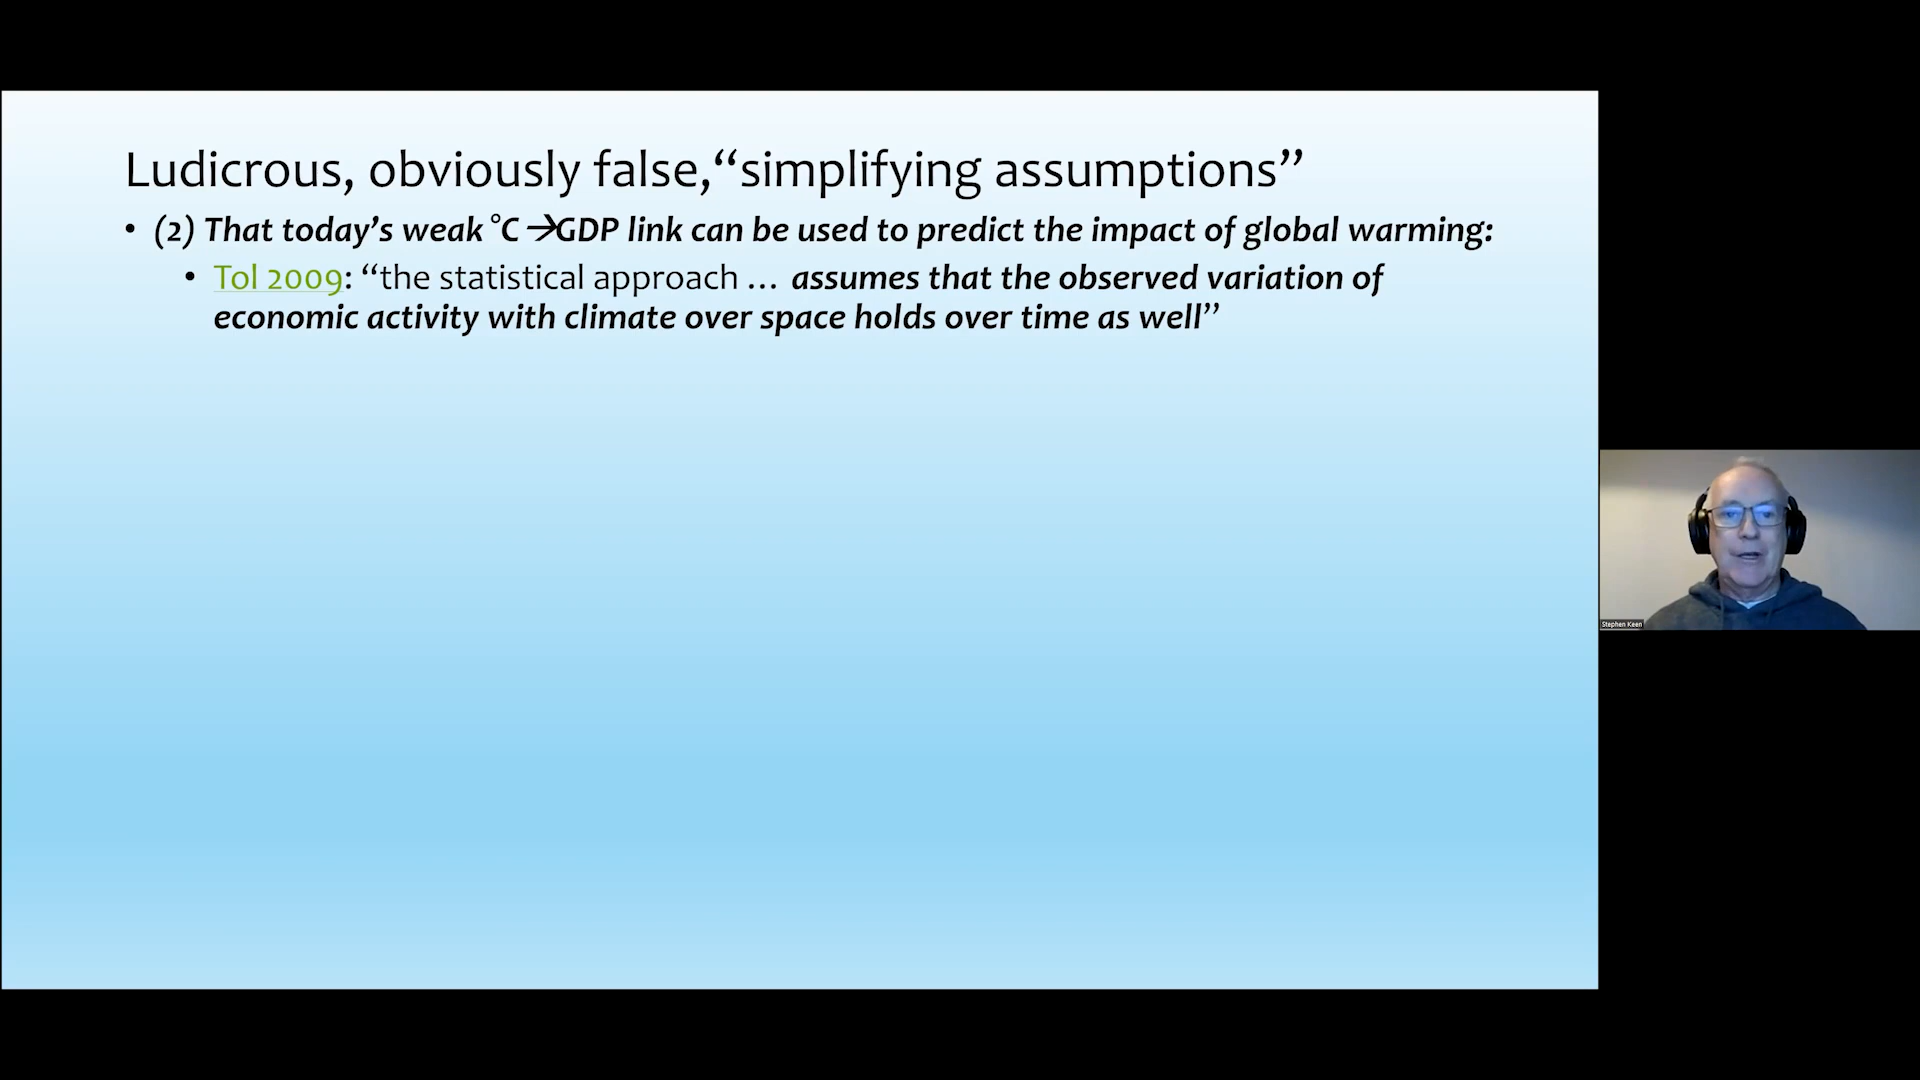 Ludicrous, obviously false,“simplifying assumptions”
• (2) That today’s weak °C→GDP link can be used to predict the impact of global warming:
• Tol 2009: “the statistical approach … assumes that the observed variation of
economic activity with climate over space holds over time as well”
Stephen Keen